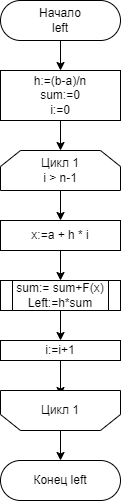 Начало
left
h:=(b-a)/n
sum:=0
i:=0
Цикл 1
i > n-1
x:=a + h * i
sum:= sum+F(x)
Left:=h*sum
i:=i+1
Цикл 1
Конец left